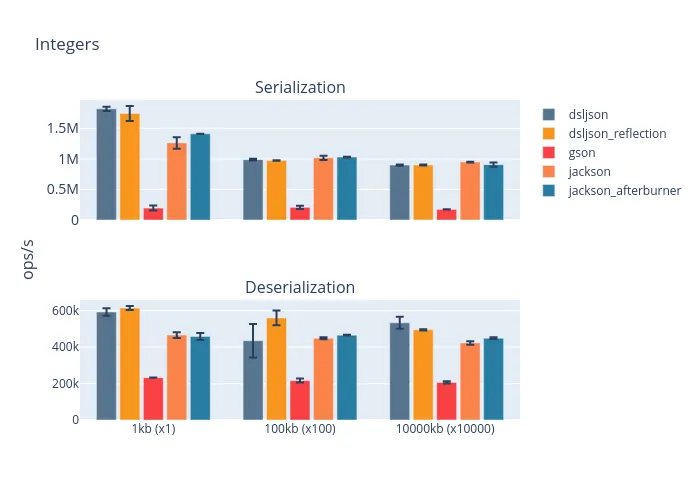 Integers
Serialization
1.5M
1M
0.5M
0
dsljson
dsljson_reflection
gson
jackson
jackson_afterburner
ops/s
Deserialization
600k
400k
200k
0
1kb (x1)
100kb (x100)
10000kb (x10000)